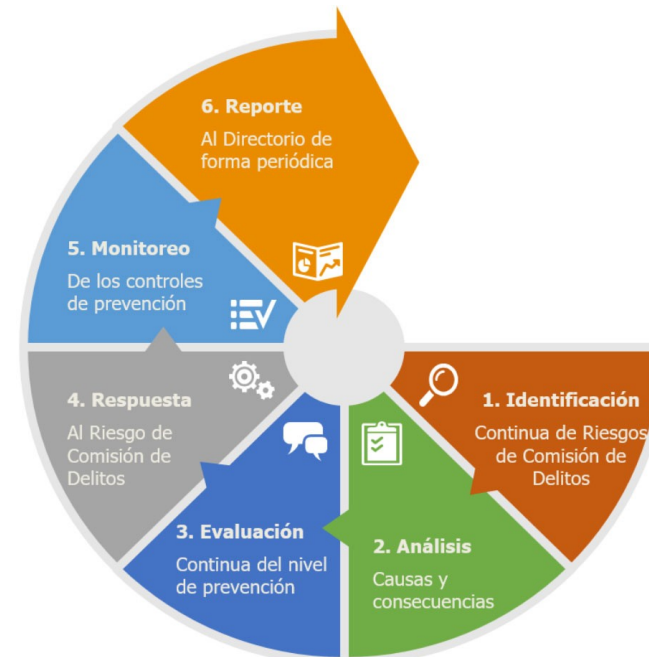 6. Reporte
Al Directorio de
forma periódica
5. Monitoreo
De los controles
de prevención
4. Respuesta
Al Riesgo de
Comisión de
Delitos
3. Evaluación
Continua del nivel
de prevención
2. Análisis
Causas y
consecuencias
1. Identificación
Continua de Riesgos
de Comisión de
Delitos